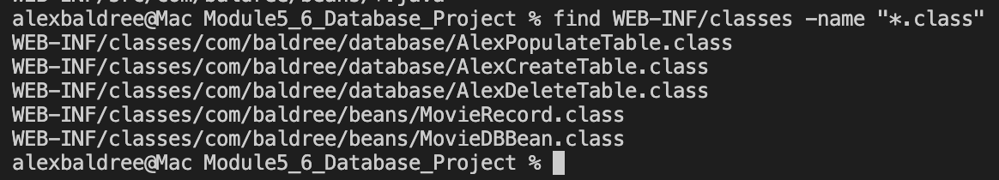 WEB-INF/src/com/baldree/beans/*.java
alexbaldree@Mac Module5_6_Database_Project % find WEB-INF/classes -name "*.class"
WEB-INF/classes/com/baldree/database/AlexPopulateTable.class
WEB-INF/classes/com/baldree/database/AlexCreateTable.class
WEB-INF/classes/com/baldree/database/AlexDeleteTable.class
WEB-INF/classes/com/baldree/beans/MovieRecord.class
WEB-INF/classes/com/baldree/beans/MovieDBBean.class
alexbaldree@Mac Module5_6_Database_Project %